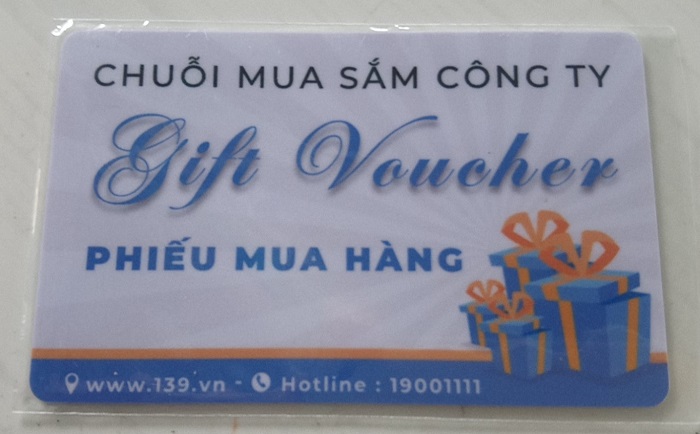 CHUỖI MUA SẮM CÔNG TY
Gift Voucher
PHIẾU MUA HÀNG
www.139.vn - Hotline : 19001111